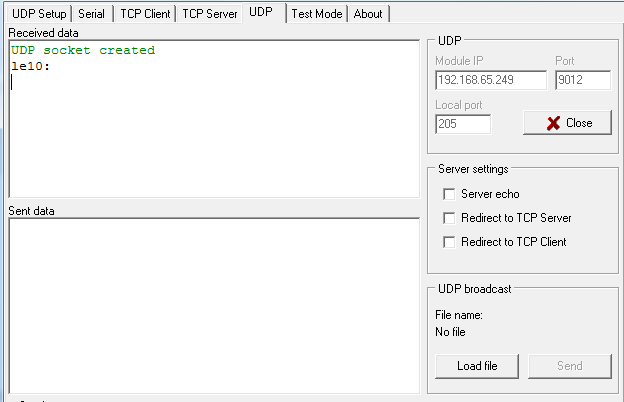 UDP Setup Serial TCP Client TCP Server UDP Test Mode About
Received data
UDP socket created
le10:
Sent data
UDP
Module IP Port
192.168.65.249 9012
Local port
205 Close
Server settings
Server echo
Redirect to TCP Server
Redirect to TCP Client
UDP broadcast
File name:
No file
Load file Send